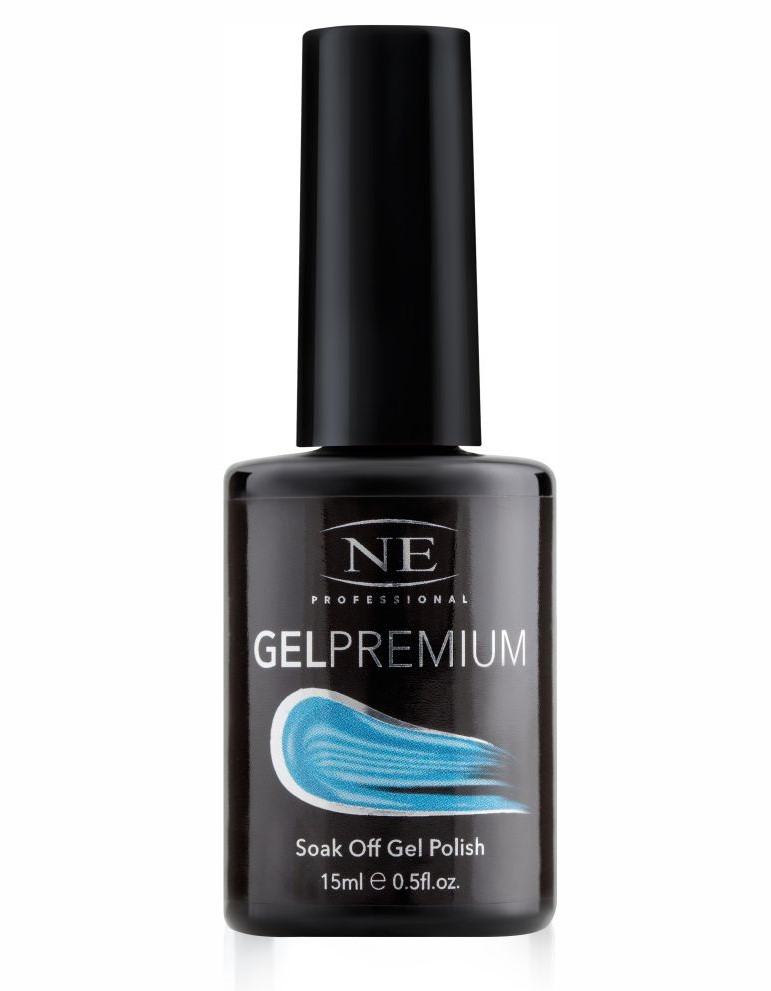 NE
PROFESSIONAL
GELPREMIUM
Soak Off Gel Polish
15ml ℮ 0.5fl.oz.